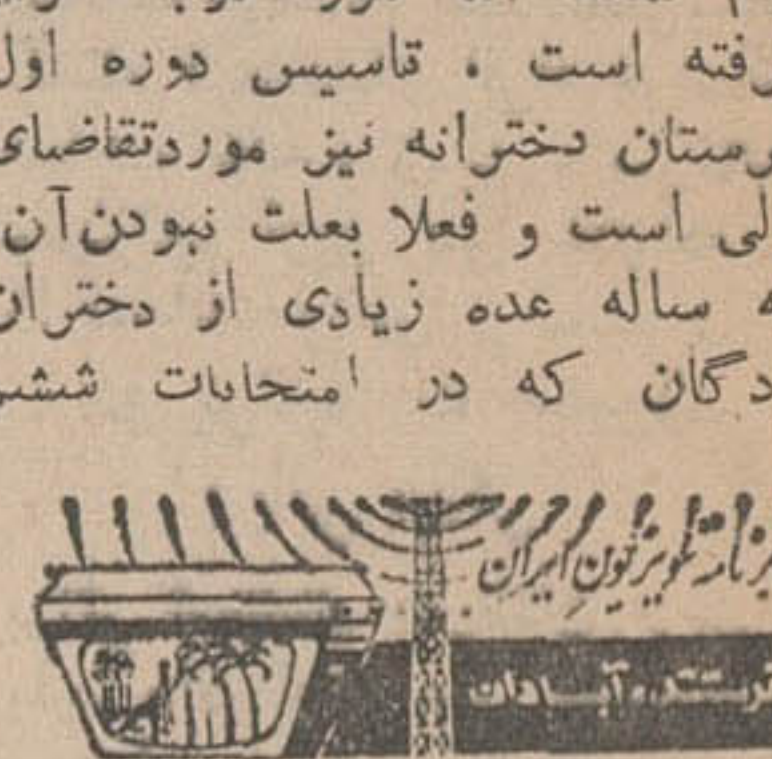 رفته است ، تاسیس دوره اول
رستان دخترانه نیز موردتقاضای
لی است و فعلا بعلت نبودن آن
ه ساله عده زیادی از دختران
دگان که در امتحانات ششم
برنامه تلویزیون ایران
فرستنده آبادان